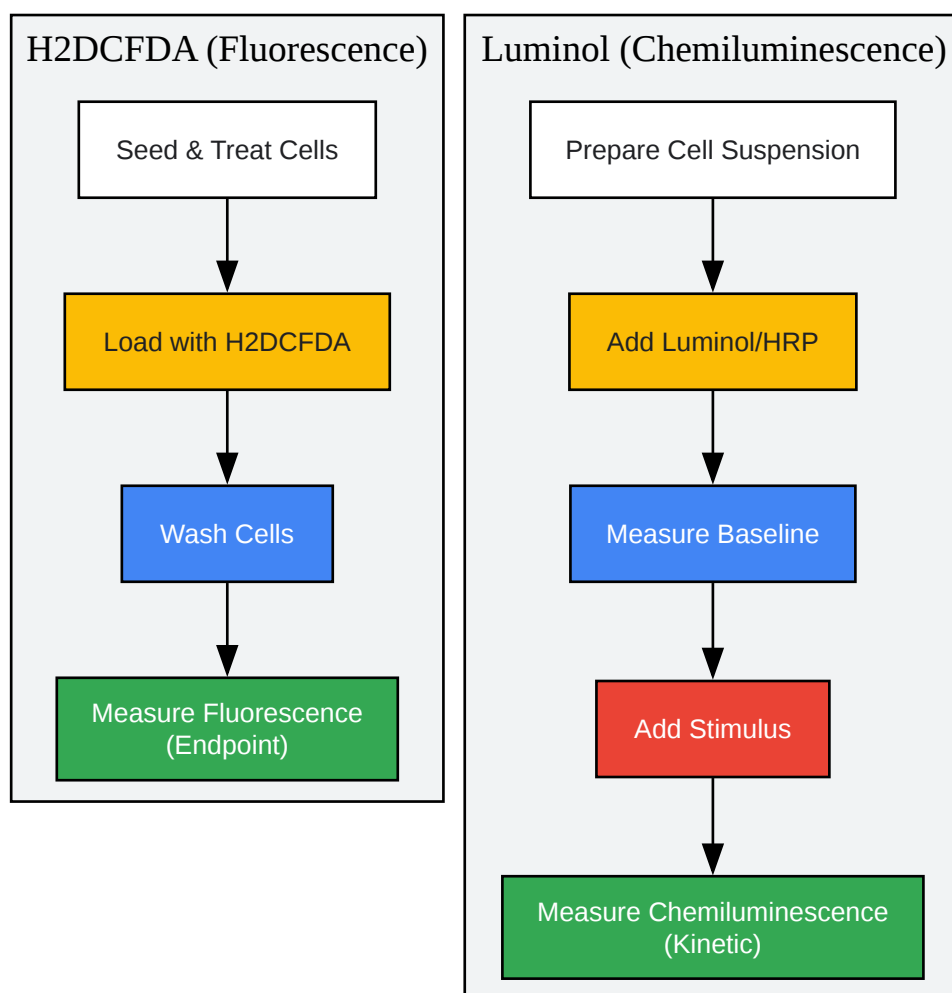 H2DCFDA (Fluorescence)
Seed & Treat Cells
Load with H2DCFDA
Wash Cells
Measure Fluorescence
(Endpoint)
Luminol (Chemiluminescence)
Prepare Cell Suspension
Add Luminol/HRP
Measure Baseline
Add Stimulus
Measure Chemiluminescence
(Kinetic)